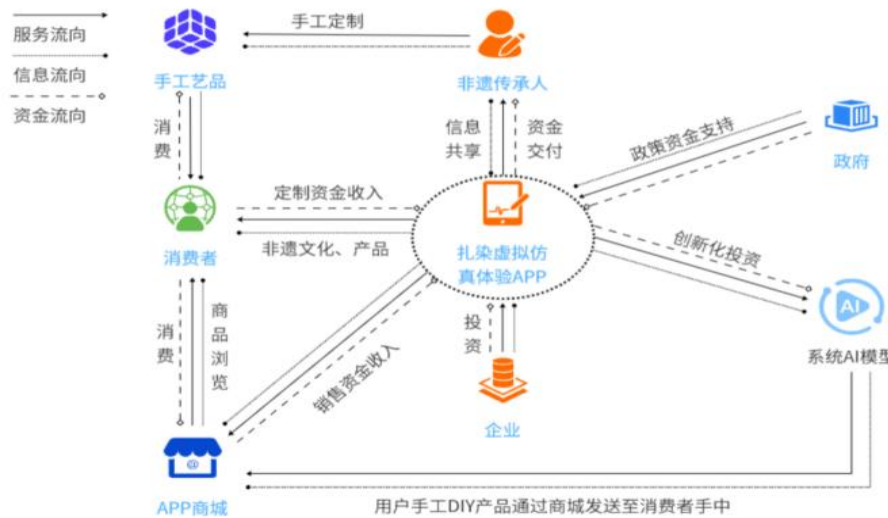 服务流向
信息流向
资金流向
手工艺品
手工定制
非遗传承人
消费
信息
共享
资金
交付
政策资金支持
政府
消费者
定制资金收入
非遗文化、产品
扎染虚拟仿
真体验APP
创新化投资
AI
系统AI模型
消费
商品浏览
销售资金收入
投资
企业
@
APP商城
用户手工DIY产品通过商城发送至消费者手中